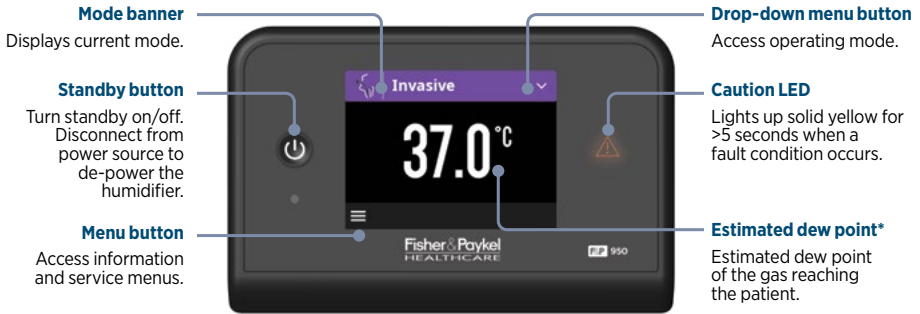 Mode banner
Displays current mode.
Standby button
Turn standby on/off.
Disconnect from
power source to
de-power the
humidifier.
Menu button
Access information
and service menus.
Invasive
37.0°C
Fisher & Paykel
HEALTHCARE
F&P 950
Drop-down menu button
Access operating mode.
Caution LED
Lights up solid yellow for
>5 seconds when a
fault condition occurs.
Estimated dew point*
Estimated dew point
of the gas reaching
the patient.